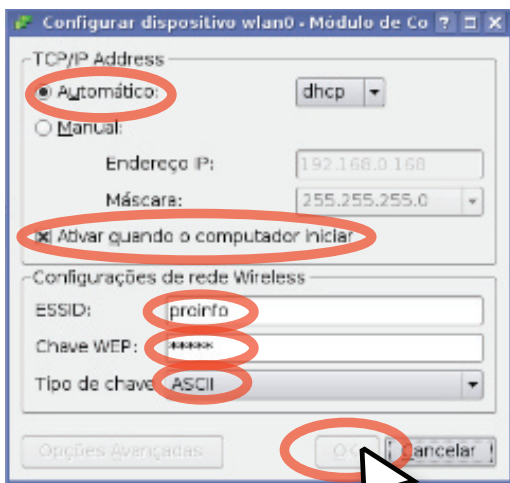 Configurar dispositivo wlan0 - Módulo de Co
TCP/IP Address
Automático:
dhcp
Manual:
Endereço IP:
192.168.0.168
Máscara:
255.255.255.0
Ativar quando o computador iniciar
Configurações de rede Wireless
ESSID:
proinfo
Chave WEP:
*****
Tipo de chave
ASCII
Opções Avançadas
OK
Cancelar